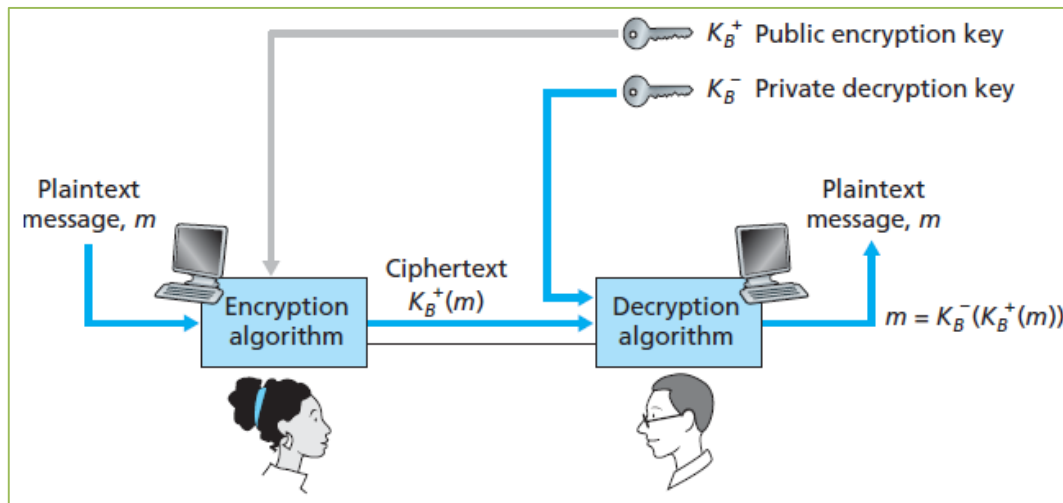 K_B^+ Public encryption key
K_B^- Private decryption key
Plaintext
message, m
Plaintext
message, m
Ciphertext
K_B^+(m)
Encryption
algorithm
Decryption
algorithm
m = K_B^-(K_B^+(m))